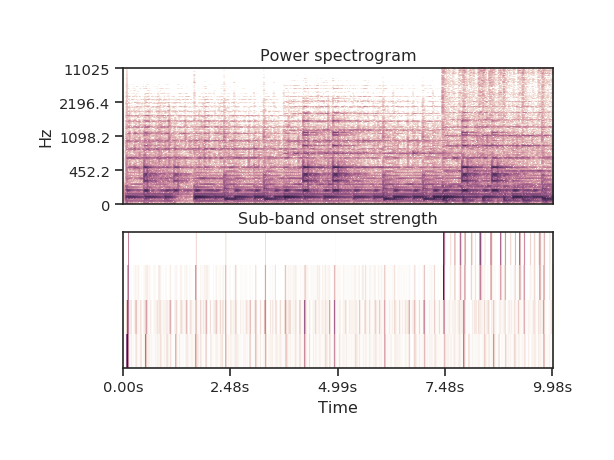 Power spectrogram
11025
2196.4
1098.2
452.2
0
Hz
Sub-band onset strength
0.00s
2.48s
4.99s
7.48s
9.98s
Time